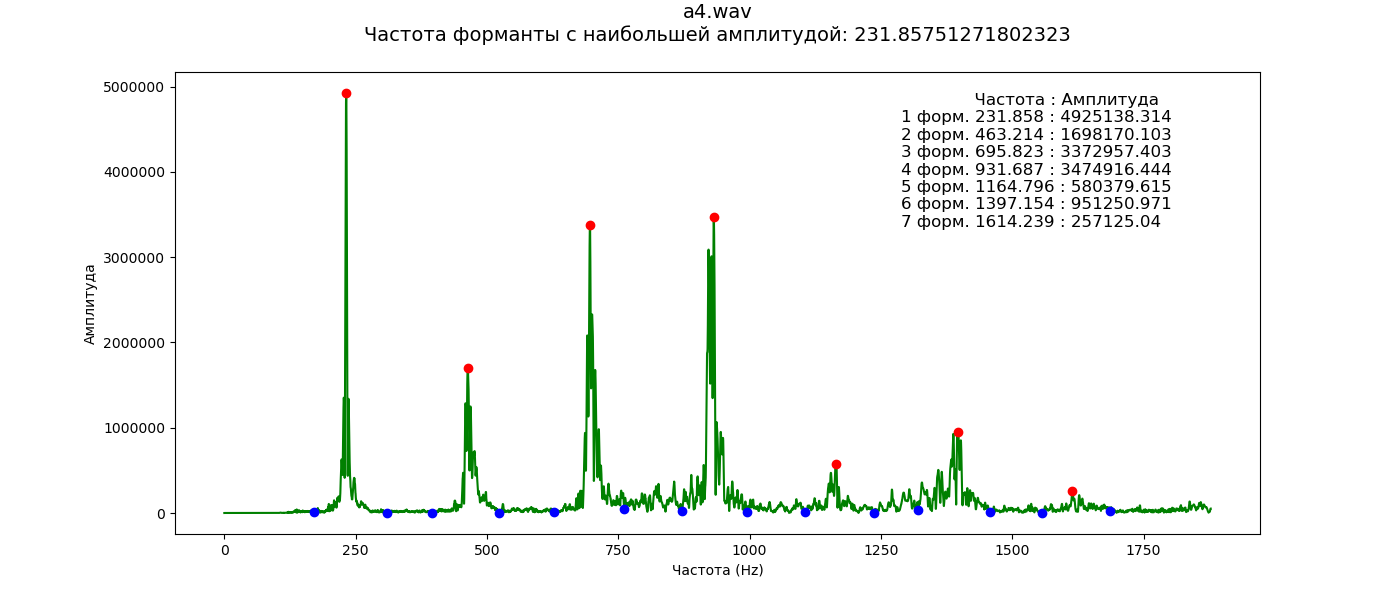 a4.wav
Частота форманты с наибольшей амплитудой: 231.85751271802323
Частота : Амплитуда
1 форм. 231.858 : 4925138.314
2 форм. 463.214 : 1698170.103
3 форм. 695.823 : 3372957.403
4 форм. 931.687 : 3474916.444
5 форм. 1164.796 : 580379.615
6 форм. 1397.154 : 951250.971
7 форм. 1614.239 : 257125.04
Амплитуда
5000000
4000000
3000000
2000000
1000000
0
0 250 500 750 1000 1250 1500 1750
Частота (Hz)